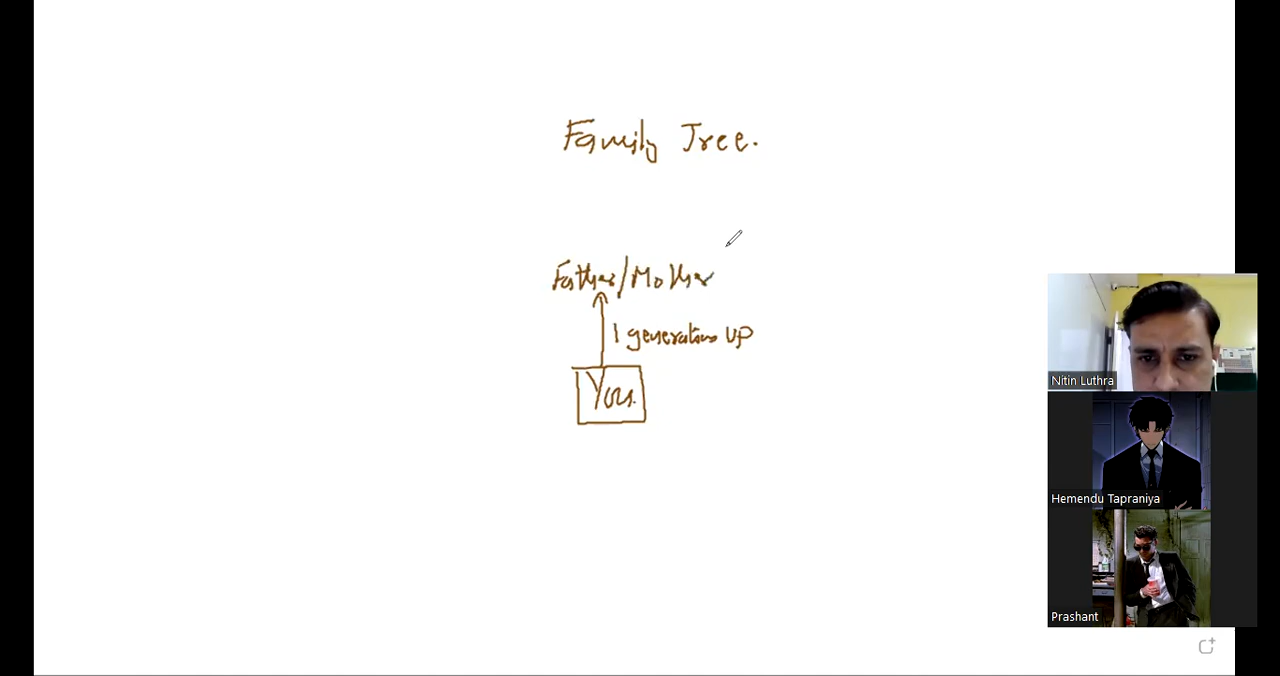 Family Tree.
Father/Mother
1 generation up
You.
Nitin Luthra
Hemendu Tapraniya
Prashant